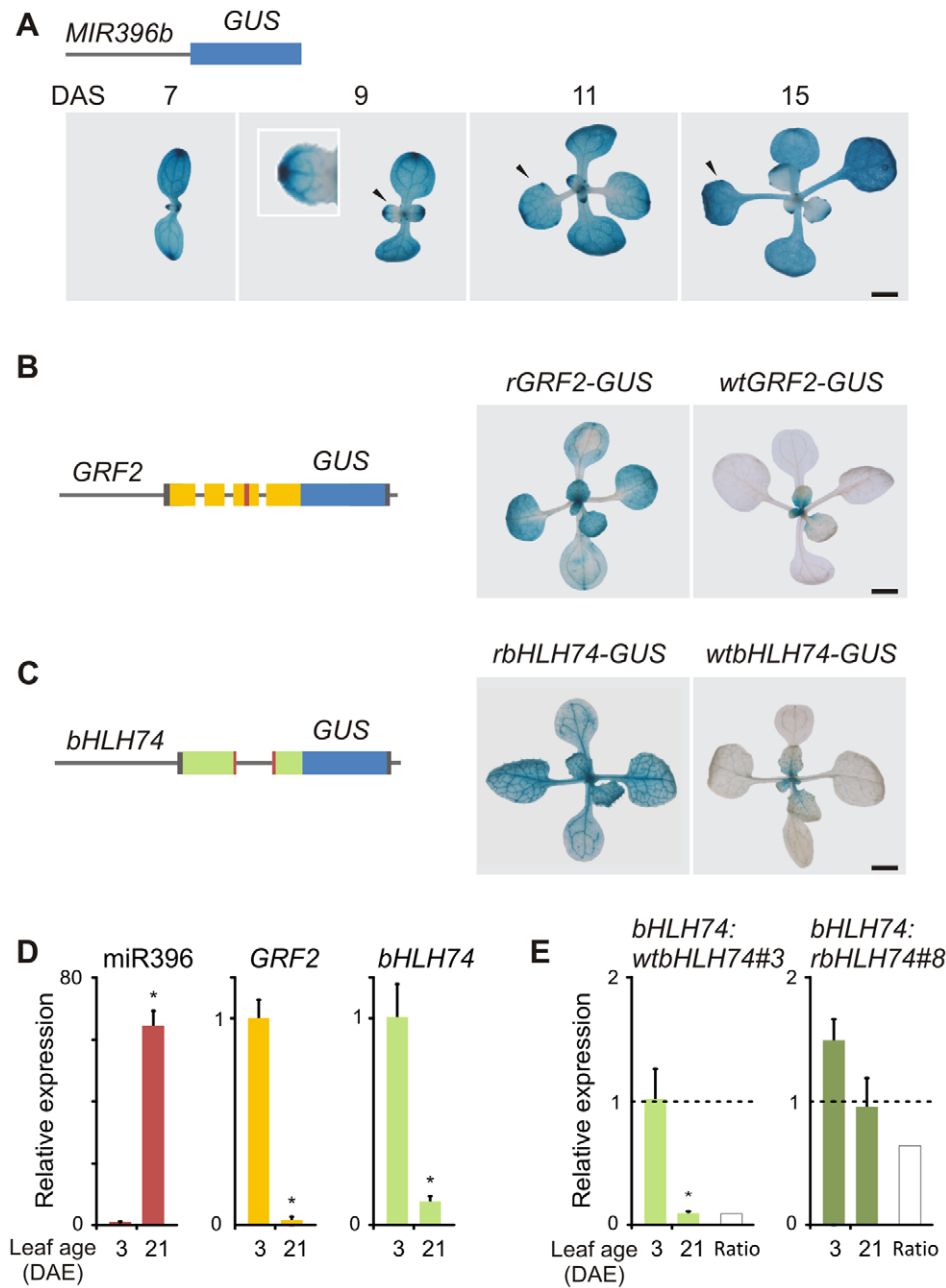 A
MIR396b GUS
DAS 7 9 11 15
B
rGRF2-GUS wtGRF2-GUS
GRF2 GUS
C
rbHLH74-GUS wtbHLH74-GUS
bHLH74 GUS
D miR396 GRF2 bHLH74
E bHLH74: bHLH74:
wtbHLH74#3 rbHLH74#8
Relative expression
80
0
*
1
0
*
1
0
*
Leaf age 3 21 3 21 3 21
(DAE)
Relative expression
2
1
0
*
2
1
0
Leaf age 3 21 Ratio 3 21 Ratio
(DAE)